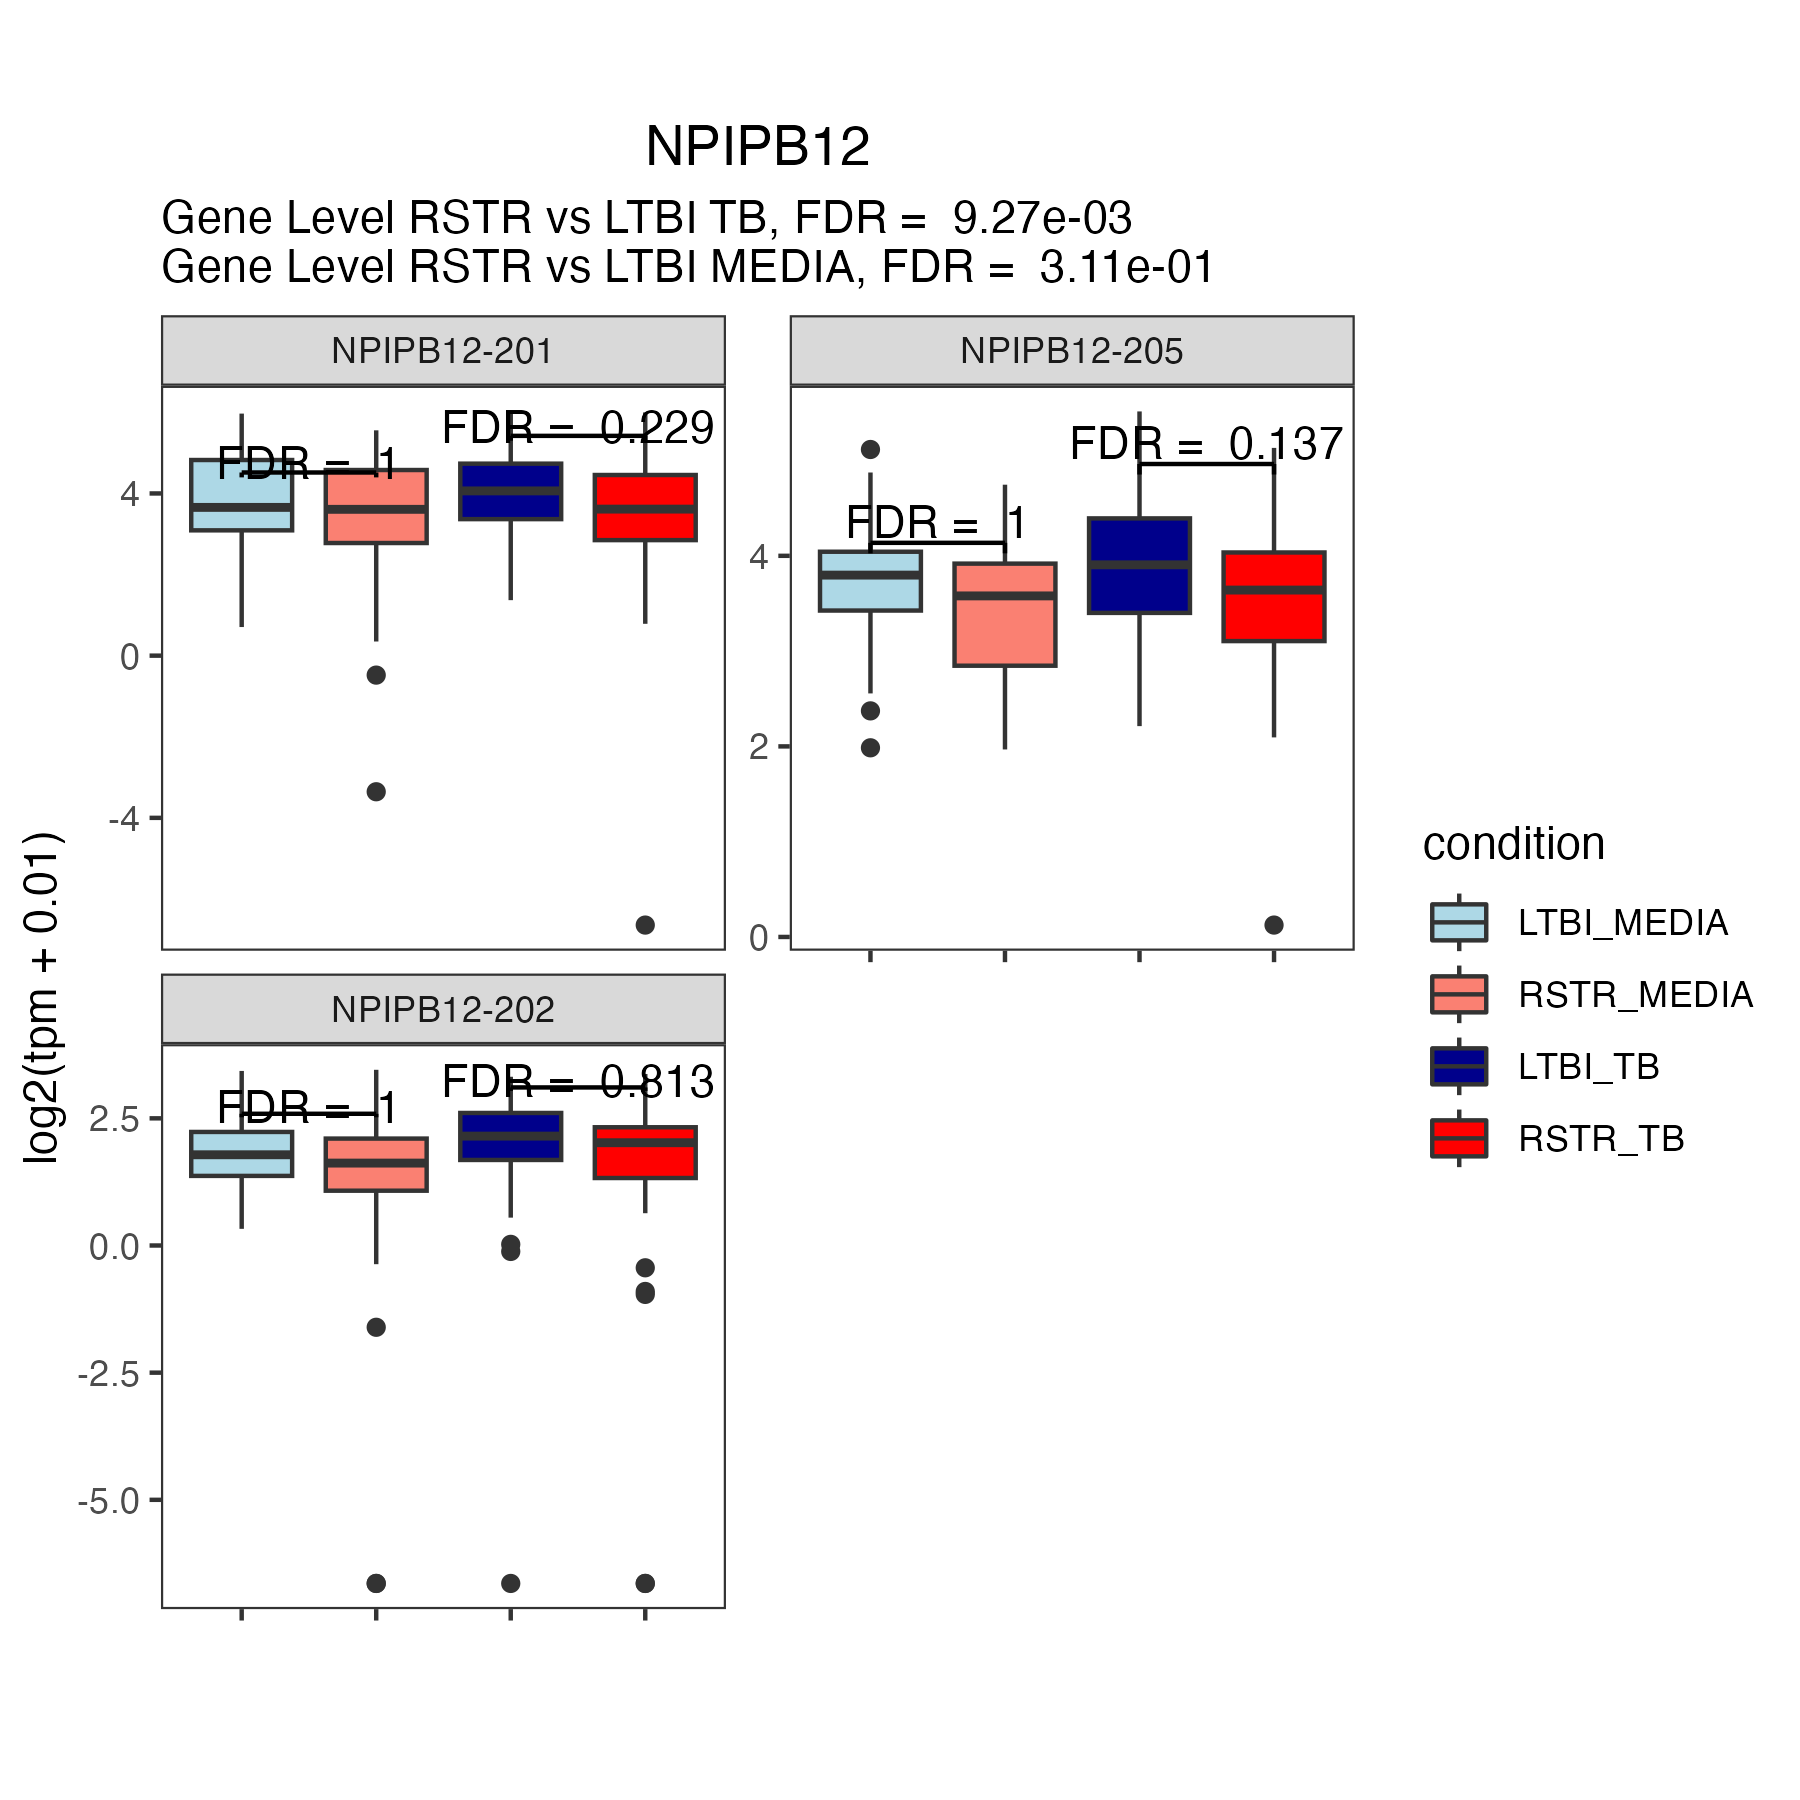 NPIPB12
Gene Level RSTR vs LTBI TB, FDR =  9.27e-03
Gene Level RSTR vs LTBI MEDIA, FDR =  3.11e-01
NPIPB12-201
FDR =  1
FDR =  0.229
4
0
-4
NPIPB12-205
FDR =  1
FDR =  0.137
4
2
0
NPIPB12-202
FDR =  1
FDR =  0.813
2.5
0.0
-2.5
-5.0
log2(tpm + 0.01)
condition
LTBI_MEDIA
RSTR_MEDIA
LTBI_TB
RSTR_TB